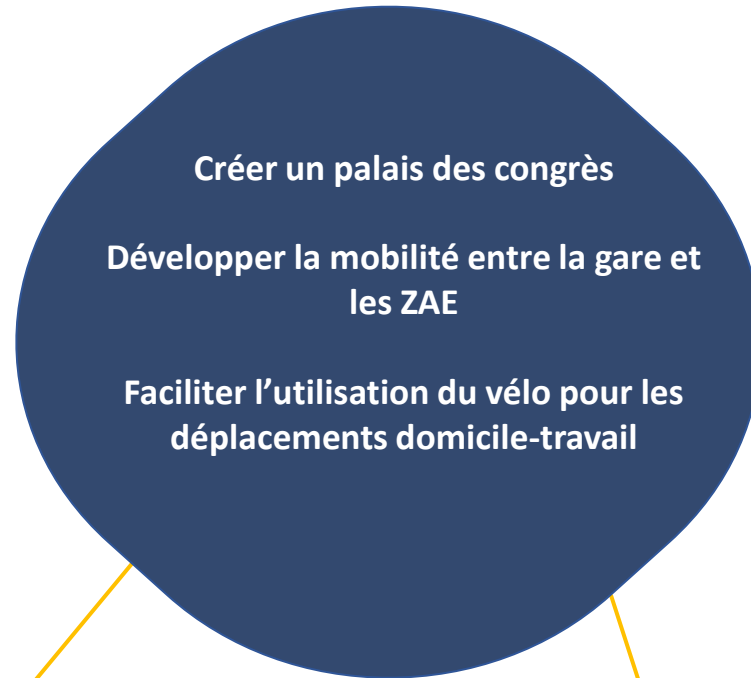 Créer un palais des congrès
Développer la mobilité entre la gare et
les ZAE
Faciliter l’utilisation du vélo pour les
déplacements domicile-travail